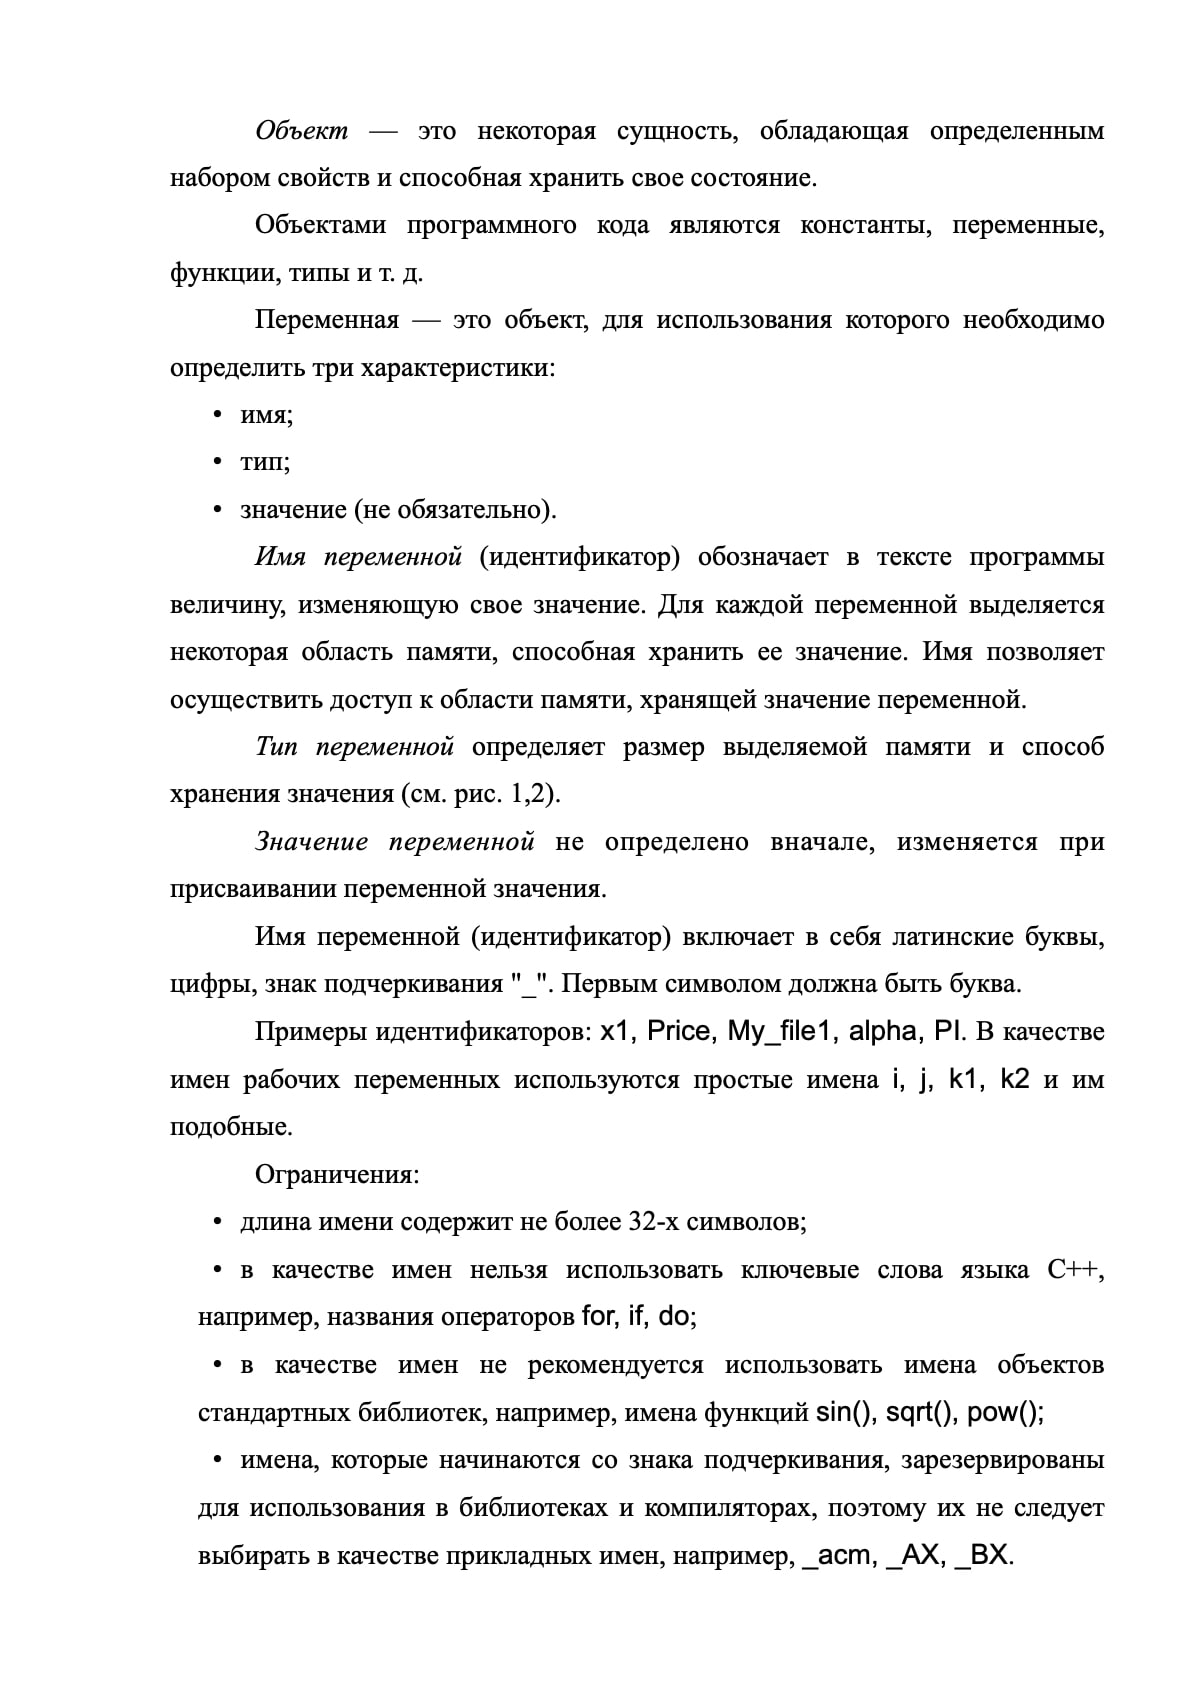 Объект — это некоторая сущность, обладающая определенным
набором свойств и способная хранить свое состояние.
Объектами программного кода являются константы, переменные,
функции, типы и т. д.
Переменная — это объект, для использования которого необходимо
определить три характеристики:
• имя;
• тип;
• значение (не обязательно).
Имя переменной (идентификатор) обозначает в тексте программы
величину, изменяющую свое значение. Для каждой переменной выделяется
некоторая область памяти, способная хранить ее значение. Имя позволяет
осуществить доступ к области памяти, хранящей значение переменной.
Тип переменной определяет размер выделяемой памяти и способ
хранения значения (см. рис. 1,2).
Значение переменной не определено вначале, изменяется при
присваивании переменной значения.
Имя переменной (идентификатор) включает в себя латинские буквы,
цифры, знак подчеркивания "_". Первым символом должна быть буква.
Примеры идентификаторов: x1, Price, My_file1, alpha, PI. В качестве
имен рабочих переменных используются простые имена i, j, k1, k2 и им
подобные.
Ограничения:
• длина имени содержит не более 32-х символов;
• в качестве имен нельзя использовать ключевые слова языка C++,
например, названия операторов for, if, do;
• в качестве имен не рекомендуется использовать имена объектов
стандартных библиотек, например, имена функций sin(), sqrt(), pow();
• имена, которые начинаются со знака подчеркивания, зарезервированы
для использования в библиотеках и компиляторах, поэтому их не следует
выбирать в качестве прикладных имен, например, _acm, _AX, _BX.